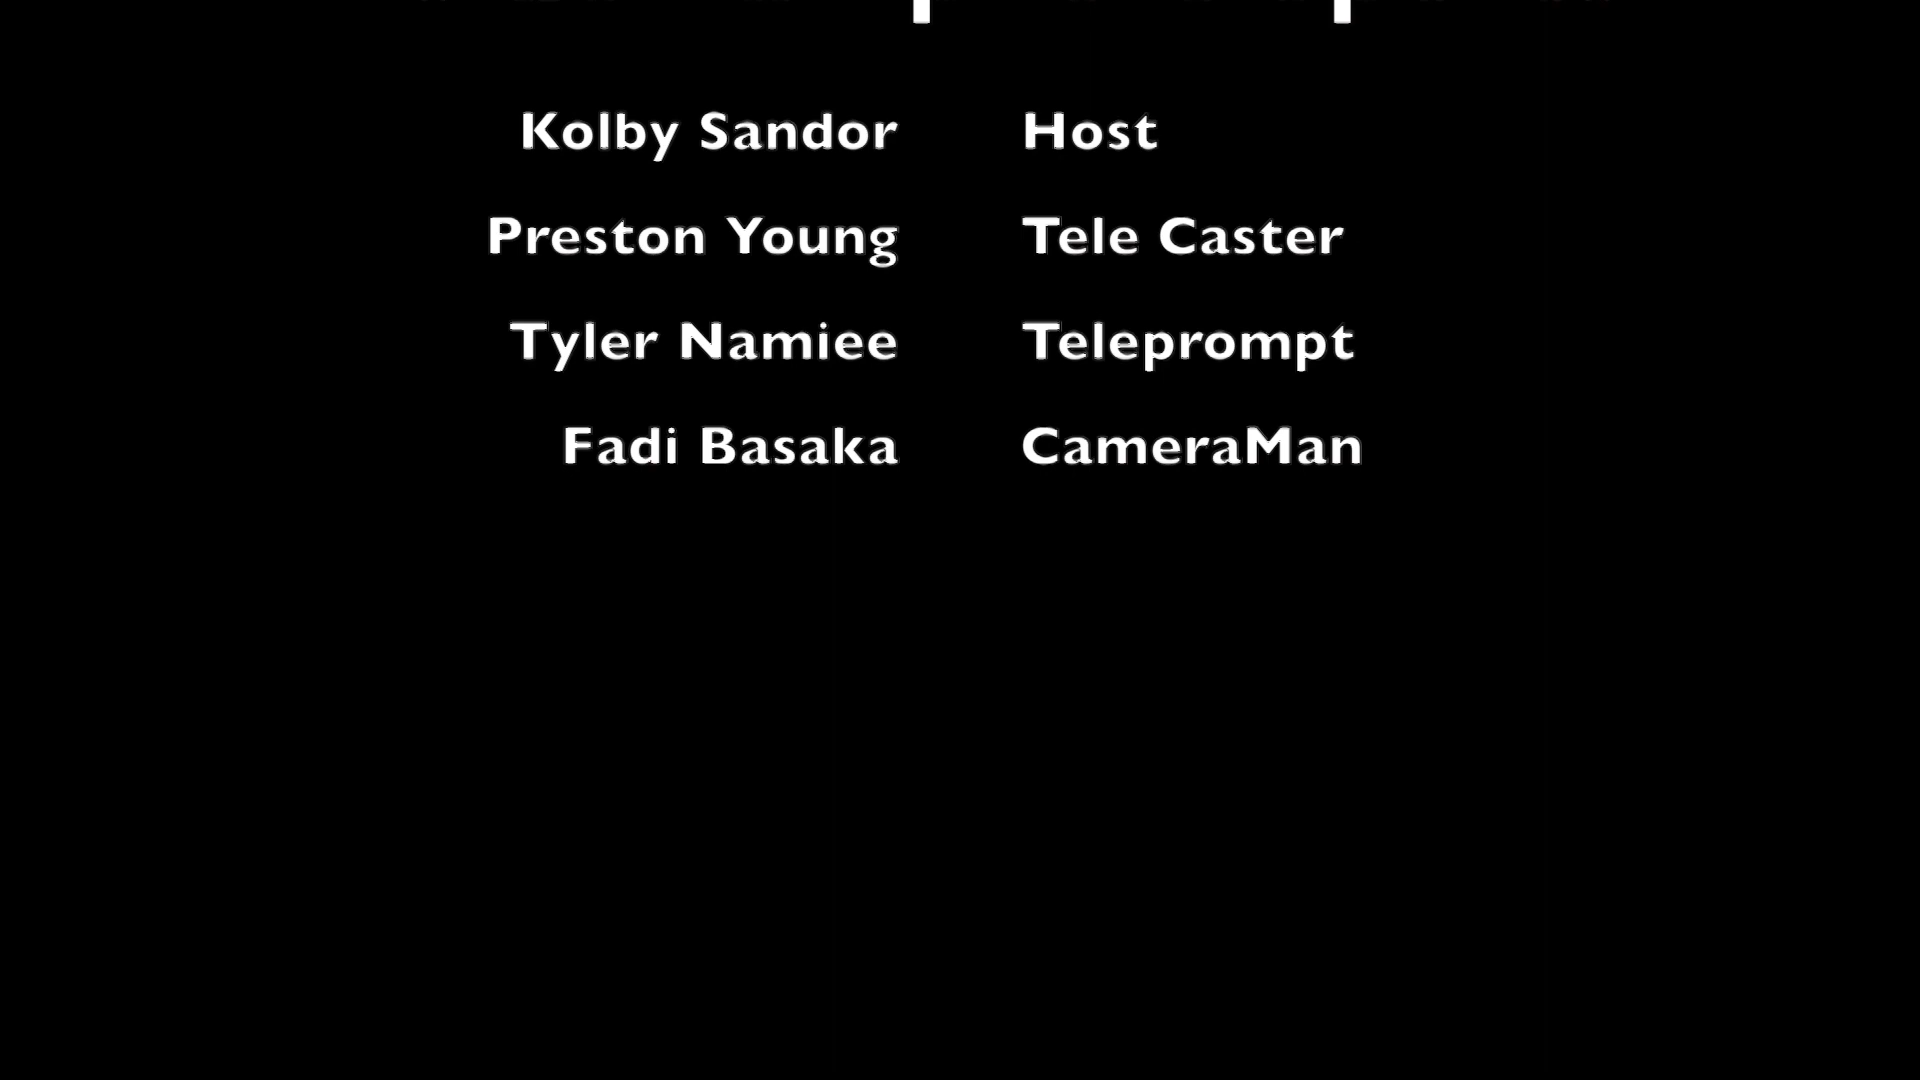 Kolby Sandor Host
Preston Young Tele Caster
Tyler Namiee Teleprompt
Fadi Basaka CameraMan